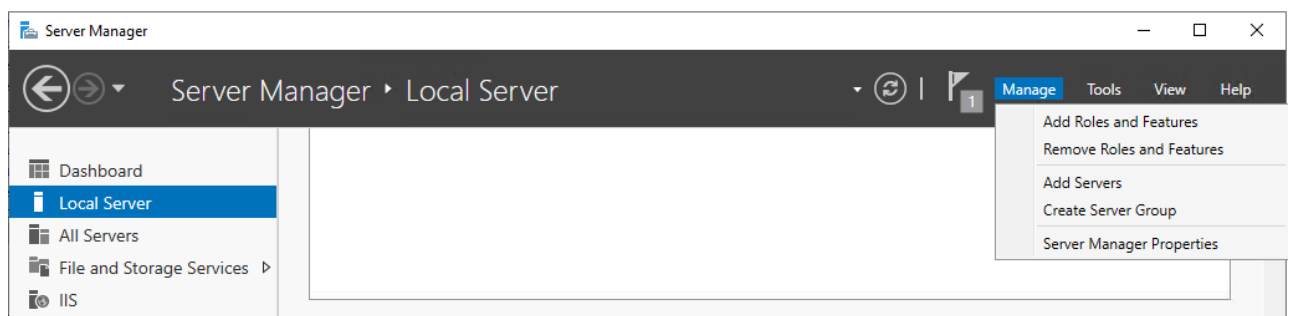 Server Manager
Server Manager • Local Server
1
Manage Tools View Help
Add Roles and Features
Remove Roles and Features
Add Servers
Create Server Group
Server Manager Properties
Dashboard
Local Server
All Servers
File and Storage Services
IIS